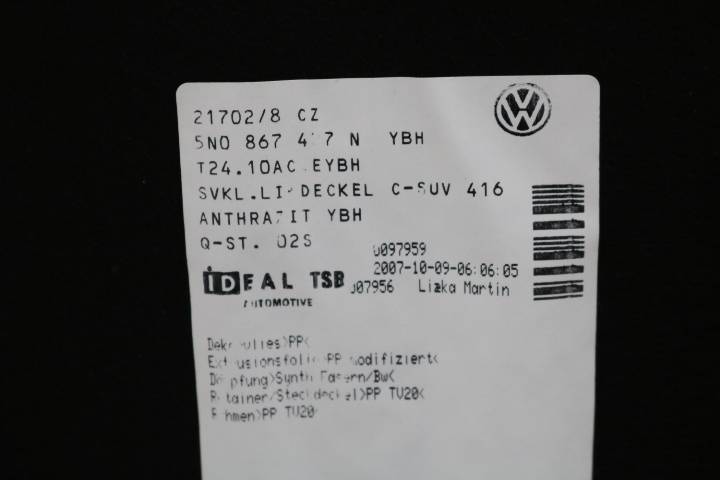 21702/8 CZ
5N0 867 4 7 N YBH
T24.10AC EYBH
SVKL.LI DECKEL C-SUV 416
ANTHRAZIT YBH
Q-ST. 02S
0097959
2007-10-09-06:06:05
IDEAL TSB
007956 Lizka Martin
AUTOMOTIVE
>PP<
Extrusionsfolie PP modifiziert<
Dämpfung>Synth Fasern/Bw<
Retainer/Steckdeckel>PP TV20<
Rahmen>PP TV20<